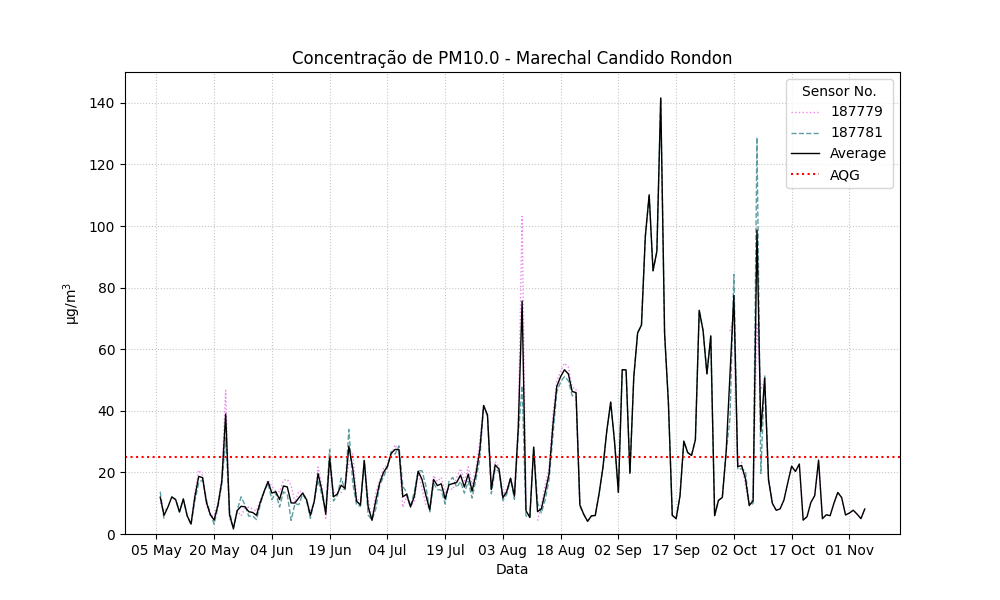 Concentração de PM10.0 - Marechal Candido Rondon
Sensor No.
187779
187781
Average
AQG
µg/m³
140
120
100
80
60
40
20
0
05 May 20 May 04 Jun 19 Jun 04 Jul 19 Jul 03 Aug 18 Aug 02 Sep 17 Sep 02 Oct 17 Oct 01 Nov
Data